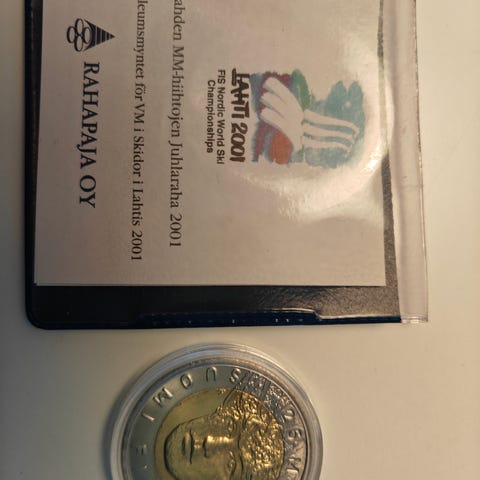 LAHTI 2001
FIS Nordic World Ski
Championships
ahden MM-hiihtojen Juhlaraha 2001
leumsmyntet för VM i Skidor i Lahtis 2001
RAHAPAJA OY
SUOMI